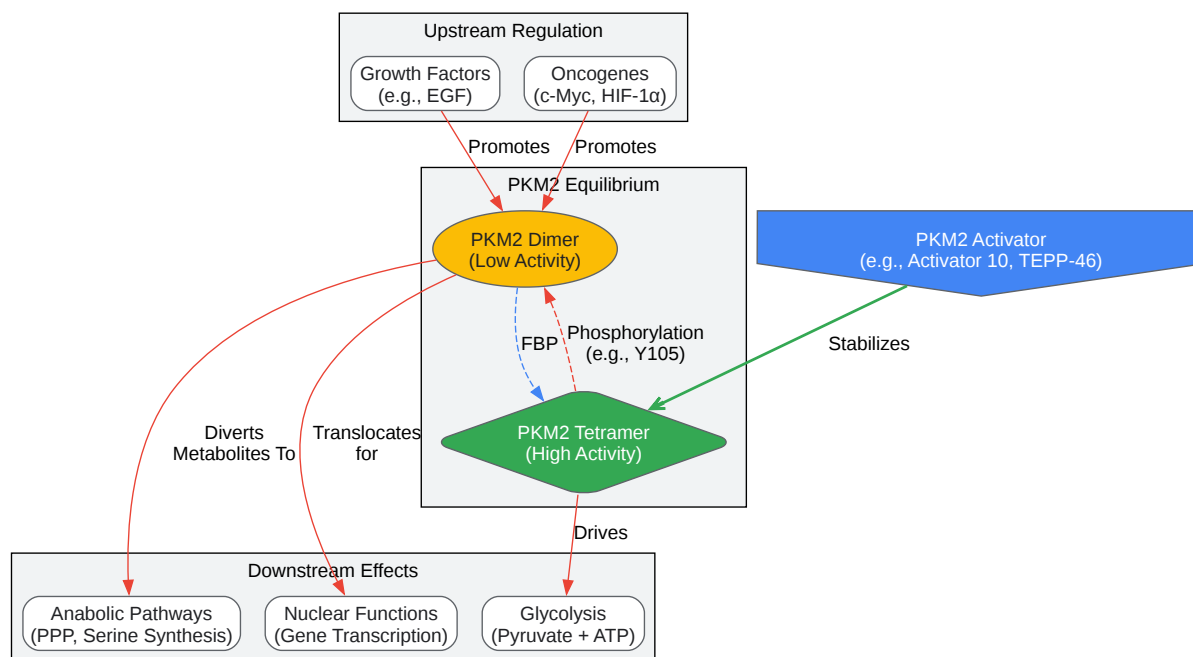 Upstream Regulation
Growth Factors
(e.g., EGF)
Oncogenes
(c-Myc, HIF-1α)
Promotes
Promotes
PKM2 Equilibrium
PKM2 Dimer
(Low Activity)
PKM2 Activator
(e.g., Activator 10, TEPP-46)
FBP
Phosphorylation
(e.g., Y105)
Stabilizes
Diverts
Metabolites To
Translocates
for
PKM2 Tetramer
(High Activity)
Drives
Downstream Effects
Anabolic Pathways
(PPP, Serine Synthesis)
Nuclear Functions
(Gene Transcription)
Glycolysis
(Pyruvate + ATP)